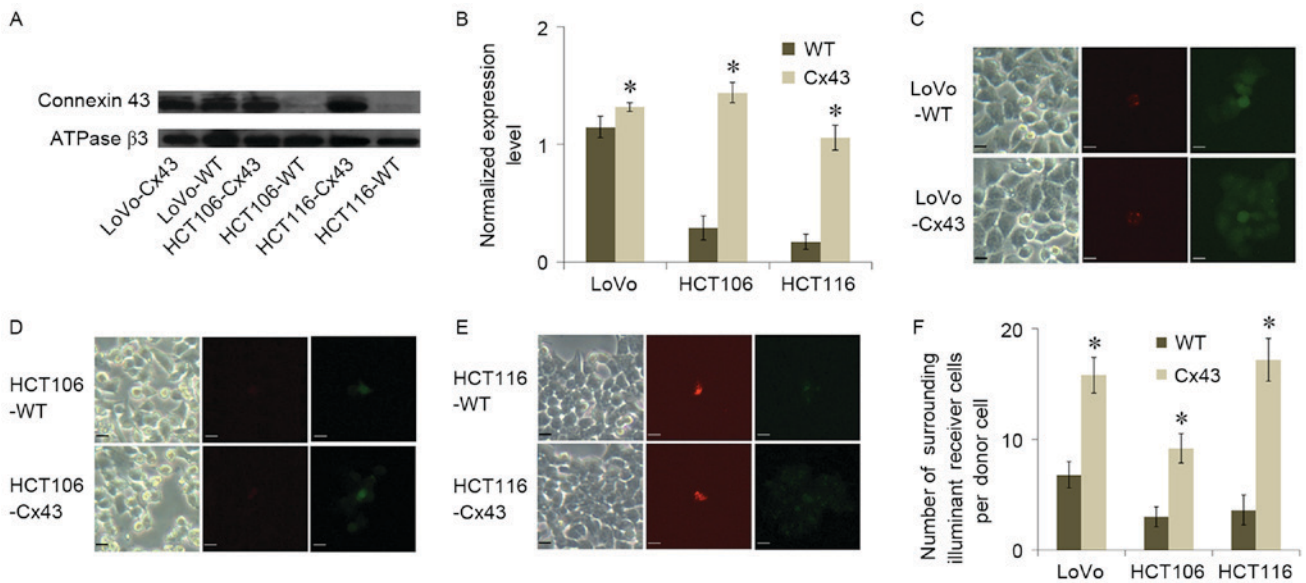 A
Connexin 43
ATPase β3
LoVo-Cx43
LoVo-WT
HCT106-Cx43
HCT106-WT
HCT116-Cx43
HCT116-WT
B
Normalized expression
level
2
1
0
WT
Cx43
*
*
*
LoVo
HCT106
HCT116
C
LoVo
-WT
LoVo
-Cx43
D
HCT106
-WT
HCT106
-Cx43
E
HCT116
-WT
HCT116
-Cx43
F
Number of surrounding
illuminant receiver cells
per donor cell
20
10
0
WT
Cx43
*
*
*
LoVo
HCT106
HCT116